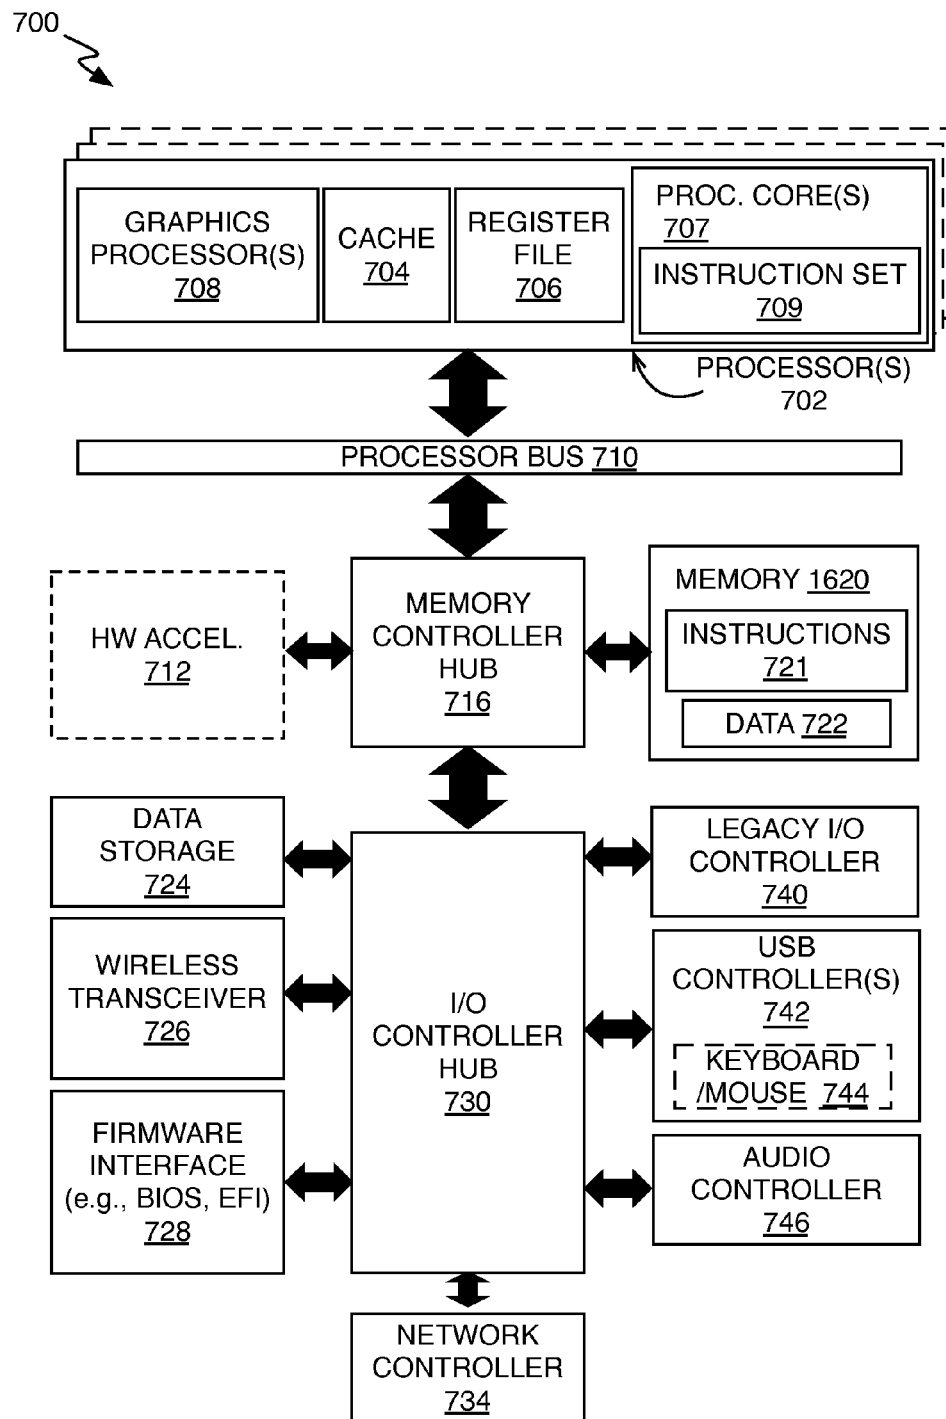 700
GRAPHICS
PROCESSOR(S)
708
CACHE
704
REGISTER
FILE
706
PROC. CORE(S)
707
INSTRUCTION SET
709
PROCESSOR(S)
702
PROCESSOR BUS 710
HW ACCEL.
712
MEMORY
CONTROLLER
HUB
716
MEMORY 1620
INSTRUCTIONS
721
DATA 722
DATA
STORAGE
724
WIRELESS
TRANSCEIVER
726
FIRMWARE
INTERFACE
(e.g., BIOS, EFI)
728
I/O
CONTROLLER
HUB
730
LEGACY I/O
CONTROLLER
740
USB
CONTROLLER(S)
742
KEYBOARD
/MOUSE 744
AUDIO
CONTROLLER
746
NETWORK
CONTROLLER
734